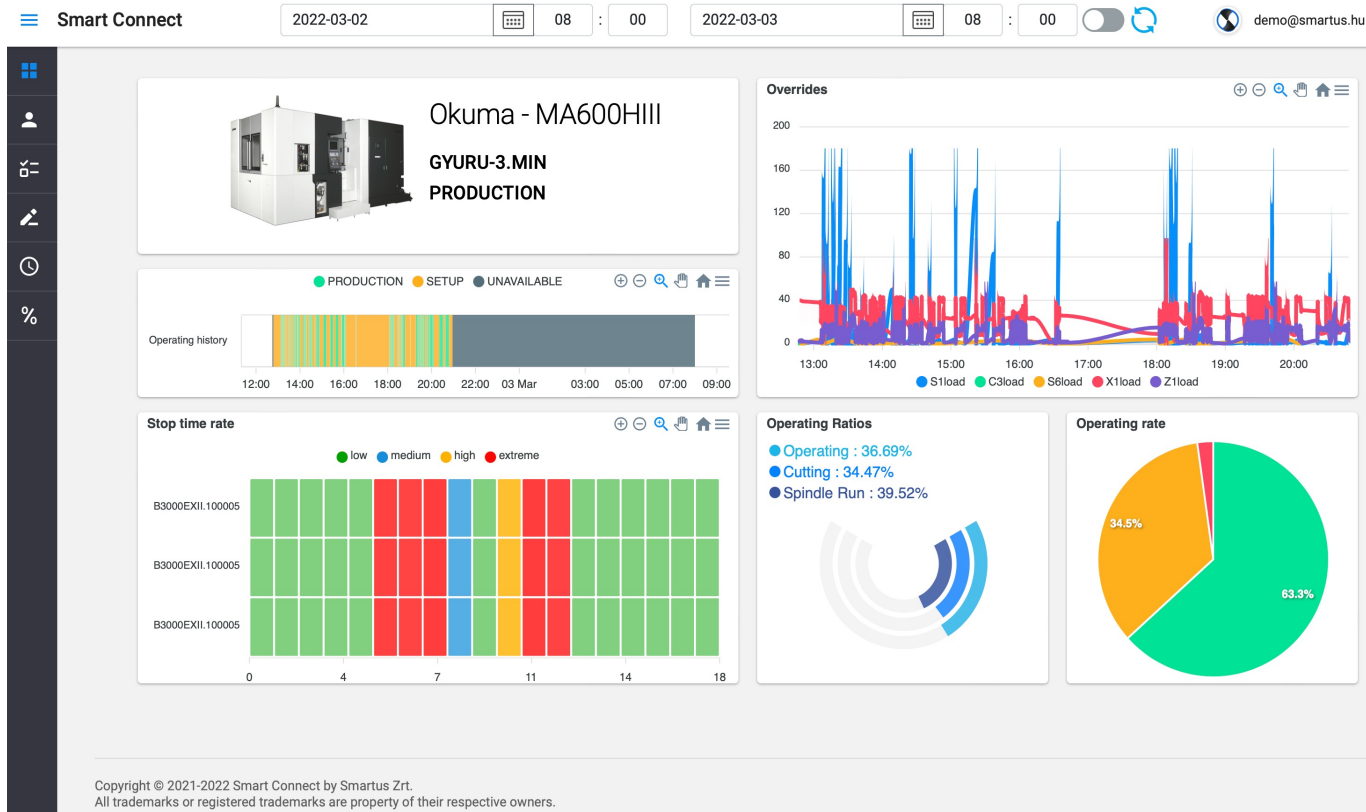 Smart Connect
2022-03-02
08 : 00
2022-03-03
08 : 00
demo@smartus.hu
Okuma - MA600HIII
GYURU-3.MIN
PRODUCTION
PRODUCTION SETUP UNAVAILABLE
Operating history
12:00 14:00 16:00 18:00 20:00 22:00 03 Mar 03:00 05:00 07:00 09:00
Overrides
200
160
120
80
40
0
13:00 14:00 15:00 16:00 17:00 18:00 19:00 20:00
S1load C3load S6load X1load Z1load
Stop time rate
low medium high extreme
B3000EXII.100005
B3000EXII.100005
B3000EXII.100005
0 4 7 11 14 18
Operating Ratios
Operating : 36.69%
Cutting : 34.47%
Spindle Run : 39.52%
Operating rate
34.5%
63.3%
Copyright © 2021-2022 Smart Connect by Smartus Zrt.
All trademarks or registered trademarks are property of their respective owners.